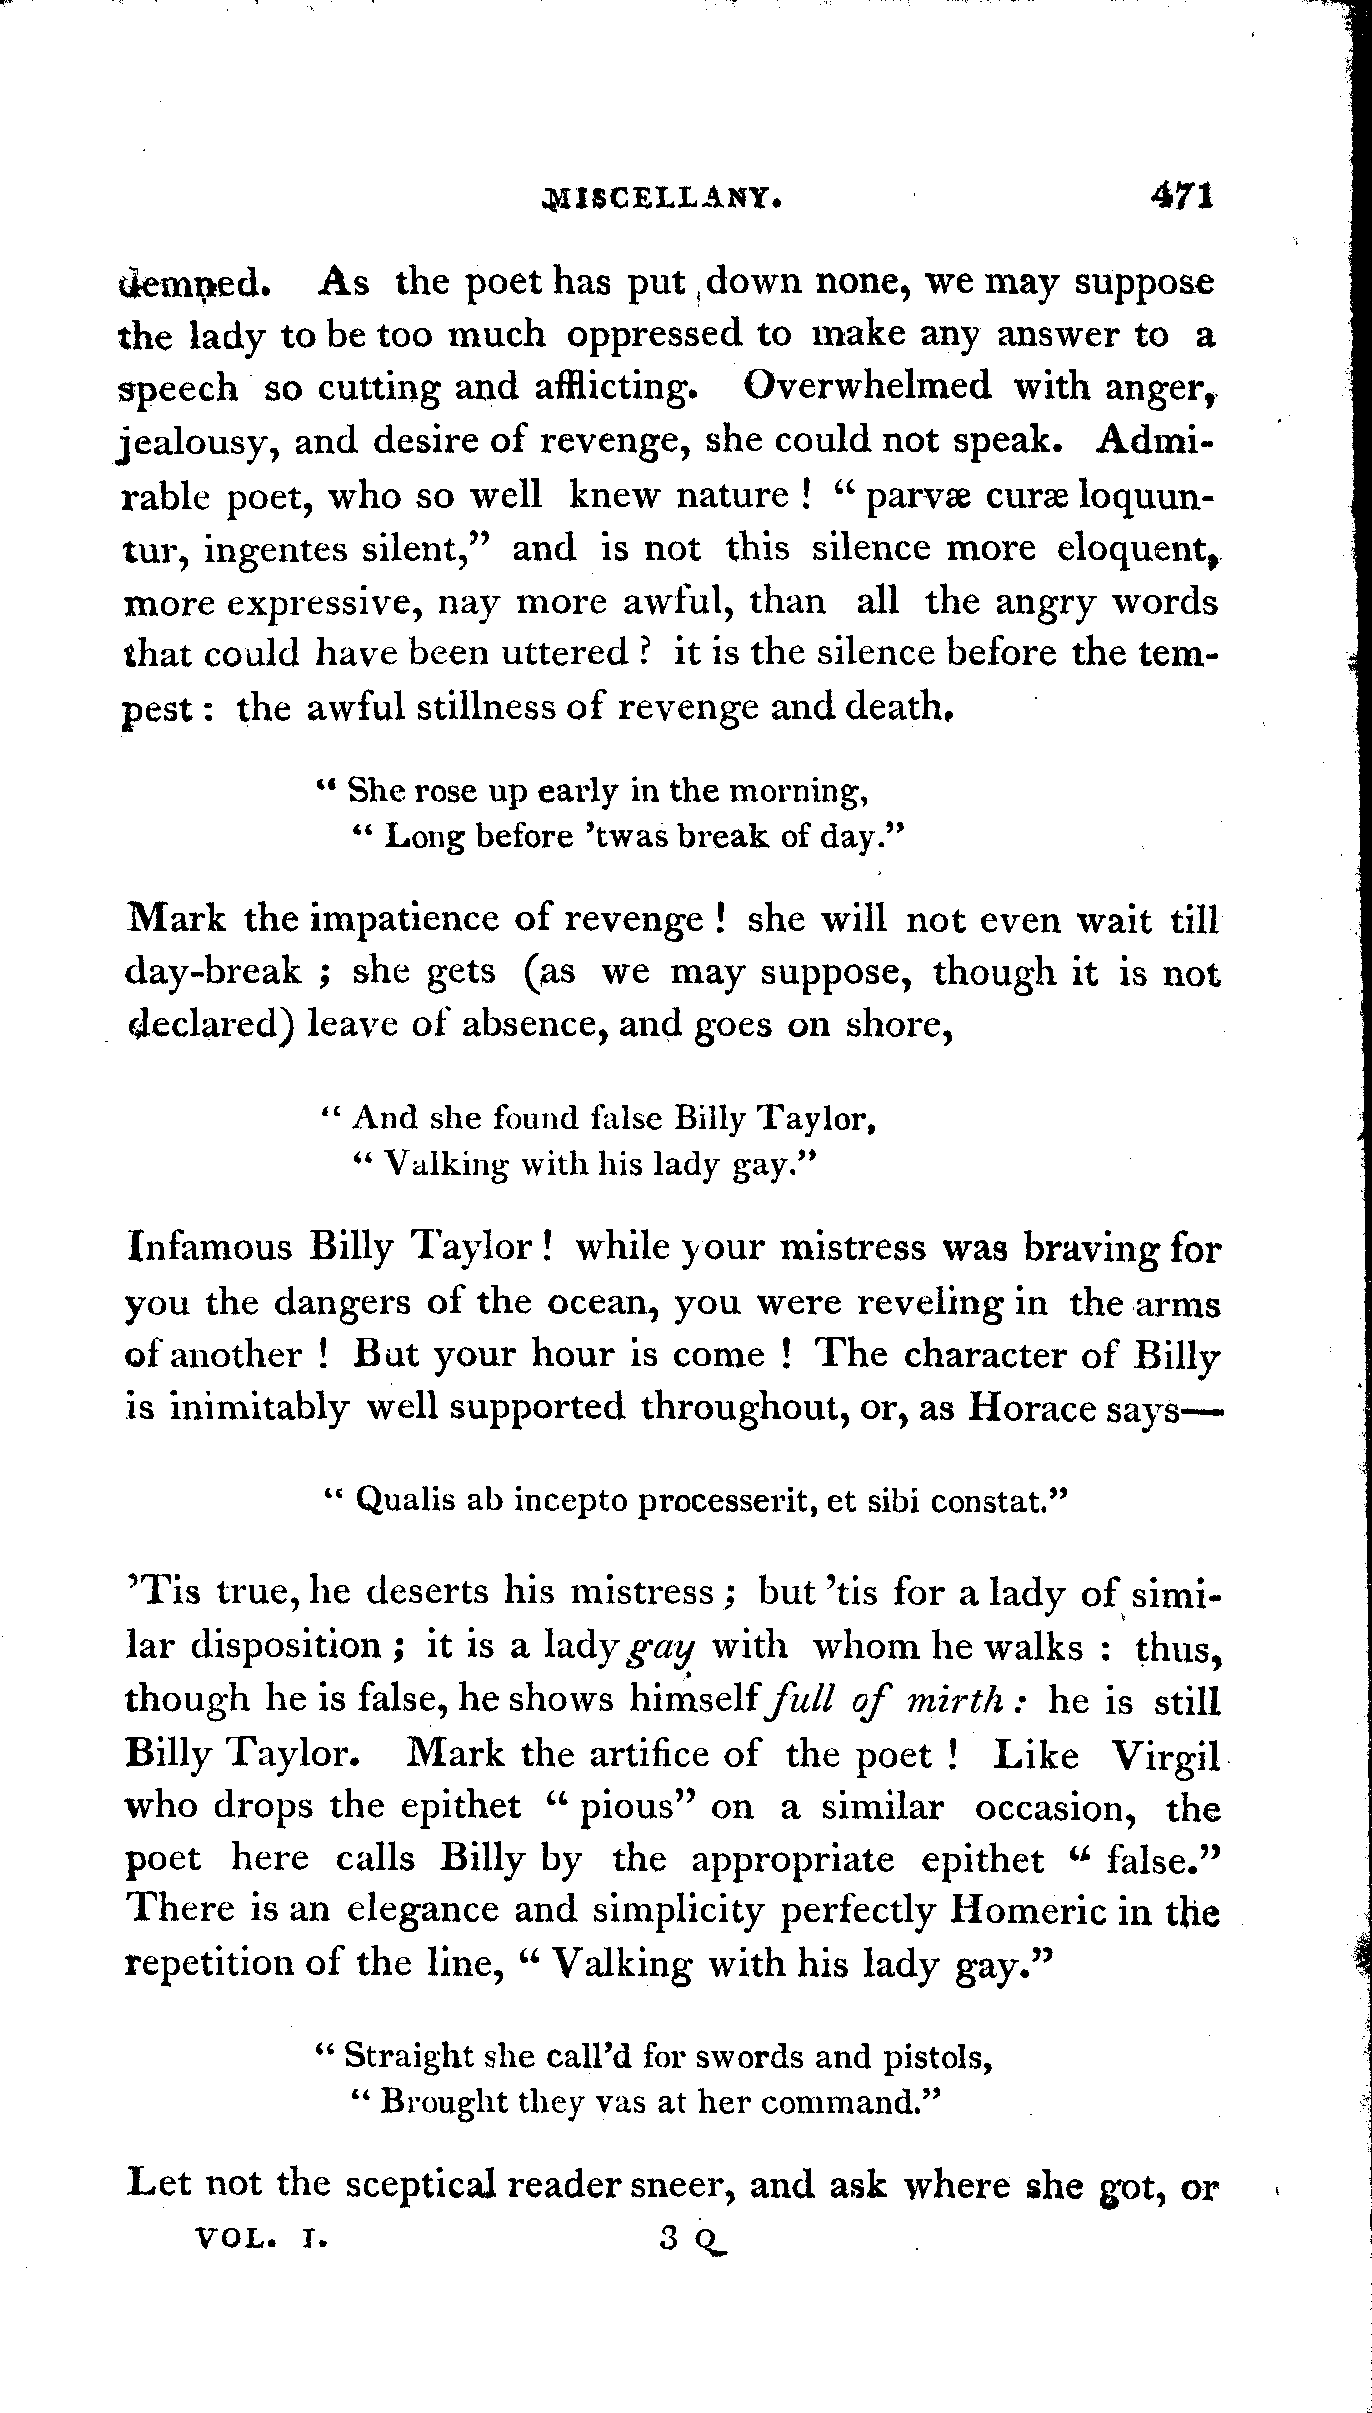 MISCELLANY. 471
demned. As the poet has put down none, we may suppose
the lady to be too much oppressed to make any answer to a
speech so cutting and afflicting. Overwhelmed with anger,
jealousy, and desire of revenge, she could not speak. Admi-
rable poet, who so well knew nature ! “ parvæ curæ loquun-
tur, ingentes silent,” and is not this silence more eloquent,
more expressive, nay more awful, than all the angry words
that could have been uttered ? it is the silence before the tem-
pest : the awful stillness of revenge and death.
“ She rose up early in the morning,
“ Long before ’twas break of day.”
Mark the impatience of revenge ! she will not even wait till
day-break ; she gets (as we may suppose, though it is not
declared) leave of absence, and goes on shore,
“ And she found false Billy Taylor,
“ Valking with his lady gay.”
Infamous Billy Taylor ! while your mistress was braving for
you the dangers of the ocean, you were reveling in the arms
of another ! But your hour is come ! The character of Billy
is inimitably well supported throughout, or, as Horace says—
“ Qualis ab incepto processerit, et sibi constat.”
’Tis true, he deserts his mistress ; but ’tis for a lady of simi-
lar disposition ; it is a lady gay with whom he walks : thus,
though he is false, he shows himself full of mirth : he is still
Billy Taylor. Mark the artifice of the poet ! Like Virgil
who drops the epithet “ pious” on a similar occasion, the
poet here calls Billy by the appropriate epithet “ false.”
There is an elegance and simplicity perfectly Homeric in the
repetition of the line, “ Valking with his lady gay.”
“ Straight she call’d for swords and pistols,
“ Brought they vas at her command.”
Let not the sceptical reader sneer, and ask where she got, or
VOL. I. 3 Q